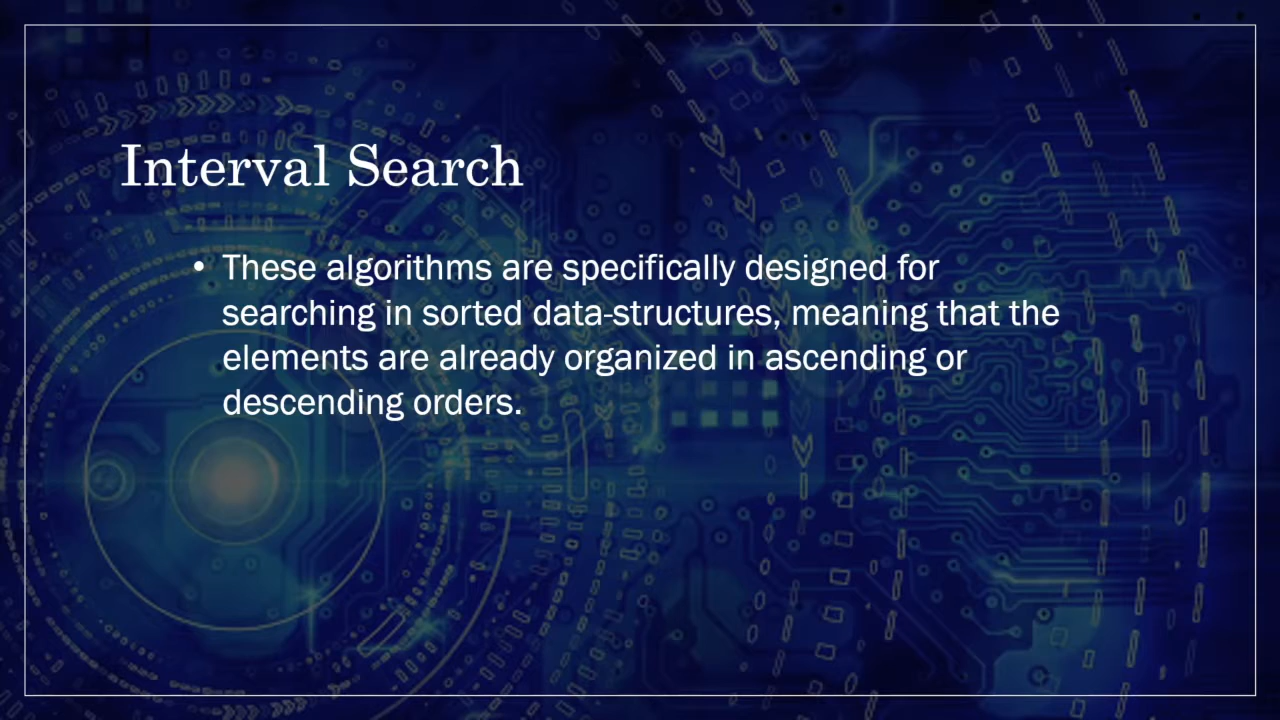 Interval Search
• These algorithms are specifically designed for
searching in sorted data-structures, meaning that the
elements are already organized in ascending or
descending orders.